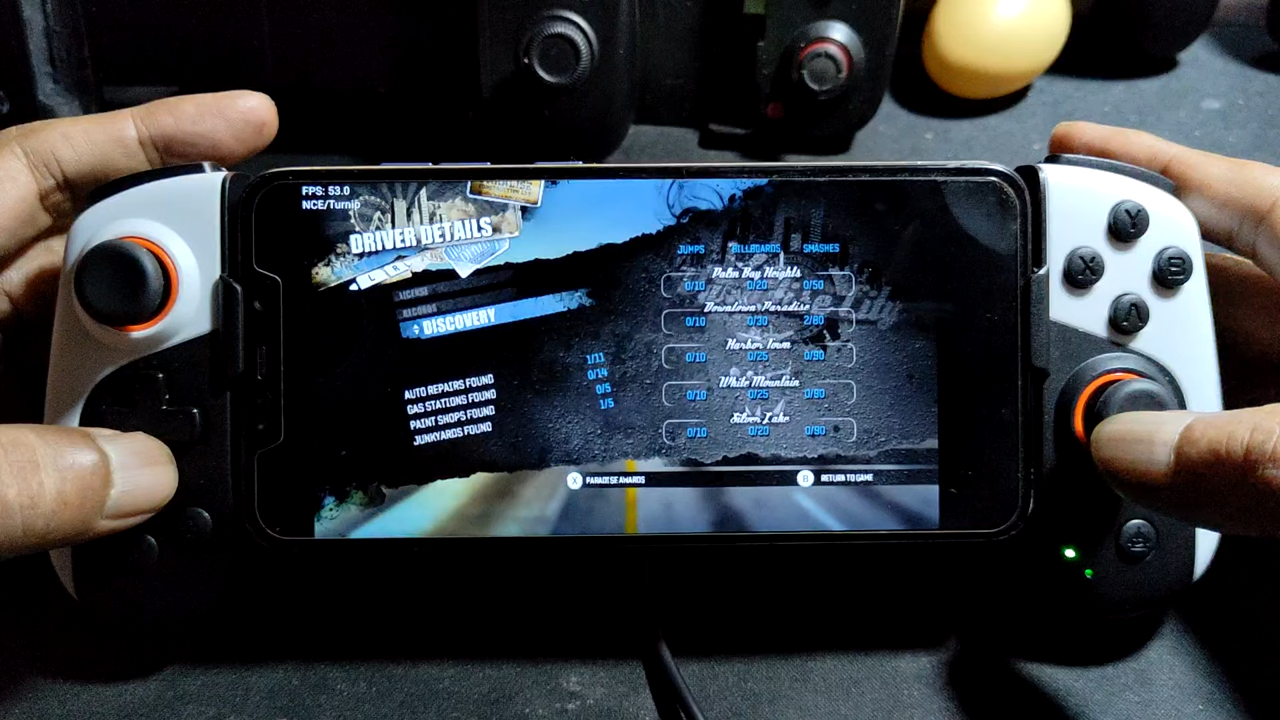 FPS: 53.0
NCE/Turnip
DRIVER DETAILS
LICENSE
RECORDS
DISCOVERY
1/11
0/14
0/5
1/5
AUTO REPAIRS FOUND
GAS STATIONS FOUND
PAINT SHOPS FOUND
JUNKYARDS FOUND
JUMPS BILLBOARDS SMASHES
Palm Bay Heights
0/10 0/20 0/50
Downtown Paradise
0/10 0/30 2/80
Harbor Town
0/10 0/25 0/90
White Mountain
0/10 0/25 0/90
Silver Lake
0/10 0/20 0/90
X PARADISE AWARDS
B RETURN TO GAME
Y
X
B
A